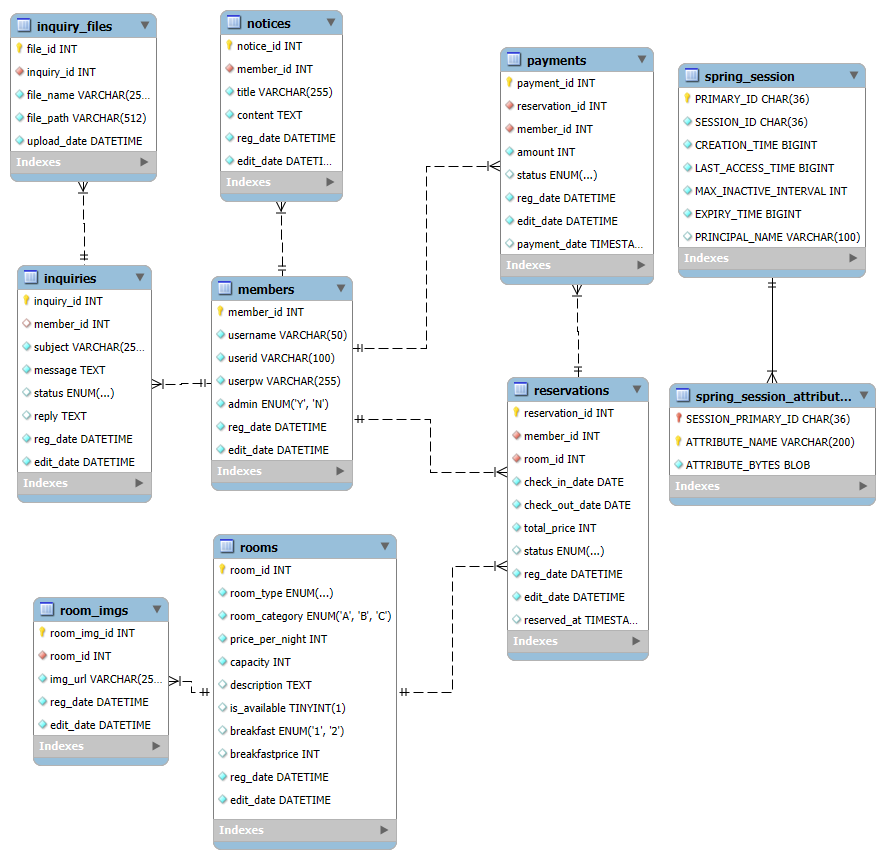 inquiry_files
file_id INT
inquiry_id INT
file_name VARCHAR(25...
file_path VARCHAR(512)
upload_date DATETIME
Indexes
notices
notice_id INT
member_id INT
title VARCHAR(255)
content TEXT
reg_date DATETIME
edit_date DATETI...
Indexes
payments
payment_id INT
reservation_id INT
member_id INT
amount INT
status ENUM(...)
reg_date DATETIME
edit_date DATETIME
payment_date TIMESTA...
Indexes
spring_session
PRIMARY_ID CHAR(36)
SESSION_ID CHAR(36)
CREATION_TIME BIGINT
LAST_ACCESS_TIME BIGINT
MAX_INACTIVE_INTERVAL INT
EXPIRY_TIME BIGINT
PRINCIPAL_NAME VARCHAR(100)
Indexes
inquiries
inquiry_id INT
member_id INT
subject VARCHAR(25...
message TEXT
status ENUM(...)
reply TEXT
reg_date DATETIME
edit_date DATETIME
Indexes
members
member_id INT
username VARCHAR(50)
userid VARCHAR(100)
userpw VARCHAR(255)
admin ENUM('Y', 'N')
reg_date DATETIME
edit_date DATETIME
Indexes
reservations
reservation_id INT
member_id INT
room_id INT
check_in_date DATE
check_out_date DATE
total_price INT
status ENUM(...)
reg_date DATETIME
edit_date DATETIME
reserved_at TIMESTA...
Indexes
spring_session_attribut...
SESSION_PRIMARY_ID CHAR(36)
ATTRIBUTE_NAME VARCHAR(200)
ATTRIBUTE_BYTES BLOB
Indexes
room_imgs
room_img_id INT
room_id INT
img_url VARCHAR(25...
reg_date DATETIME
edit_date DATETIME
Indexes
rooms
room_id INT
room_type ENUM(...)
room_category ENUM('A', 'B', 'C')
price_per_night INT
capacity INT
description TEXT
is_available TINYINT(1)
breakfast ENUM('1', '2')
breakfastprice INT
reg_date DATETIME
edit_date DATETIME
Indexes